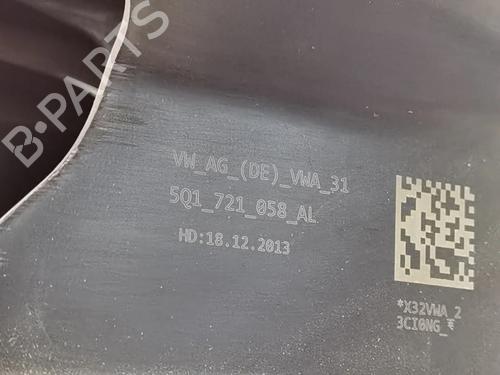 B-PARTS
VW_AG_(DE)_VWA_31
5Q1_721_058_AL
HD:18.12.2013
*X32VWA_2
3CI0NG_₹